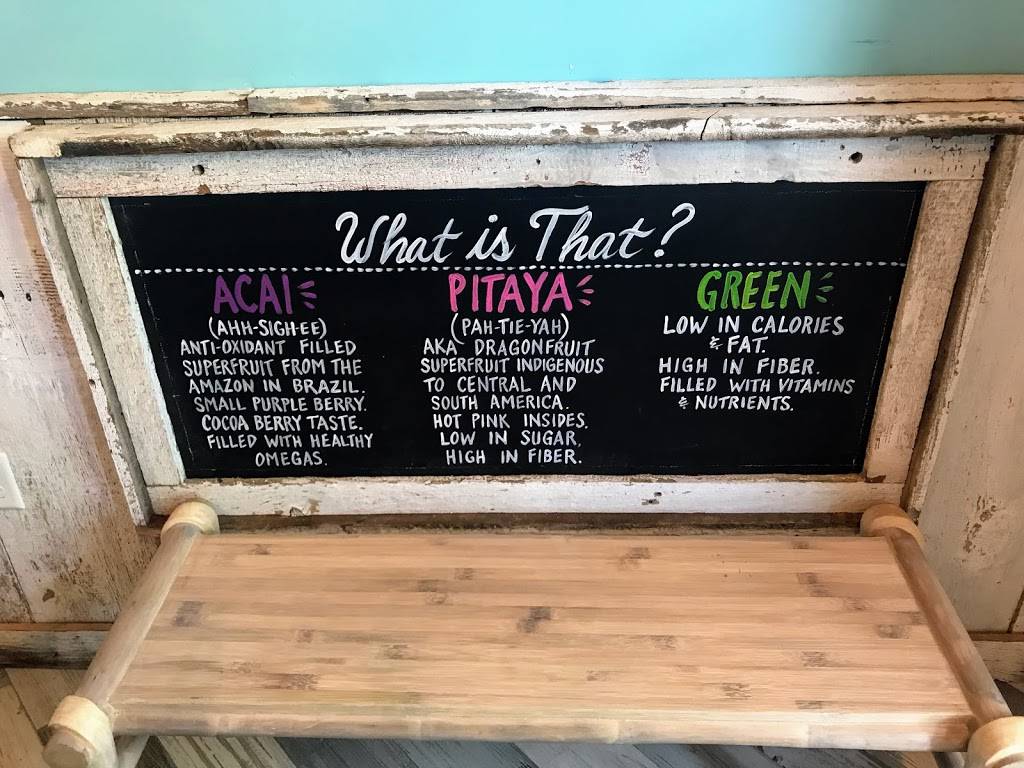 What is That?
ACAI
(AHH-SIGH-EE)
ANTI-OXIDANT FILLED
SUPERFRUIT FROM THE
AMAZON IN BRAZIL.
SMALL PURPLE BERRY.
COCOA BERRY TASTE.
FILLED WITH HEALTHY
OMEGAS.
PITAYA
(PAH-TIE-YAH)
AKA DRAGONFRUIT
SUPERFRUIT INDIGENOUS
TO CENTRAL AND
SOUTH AMERICA.
HOT PINK INSIDES.
LOW IN SUGAR,
HIGH IN FIBER.
GREEN
LOW IN CALORIES
& FAT.
HIGH IN FIBER.
FILLED WITH VITAMINS
& NUTRIENTS.